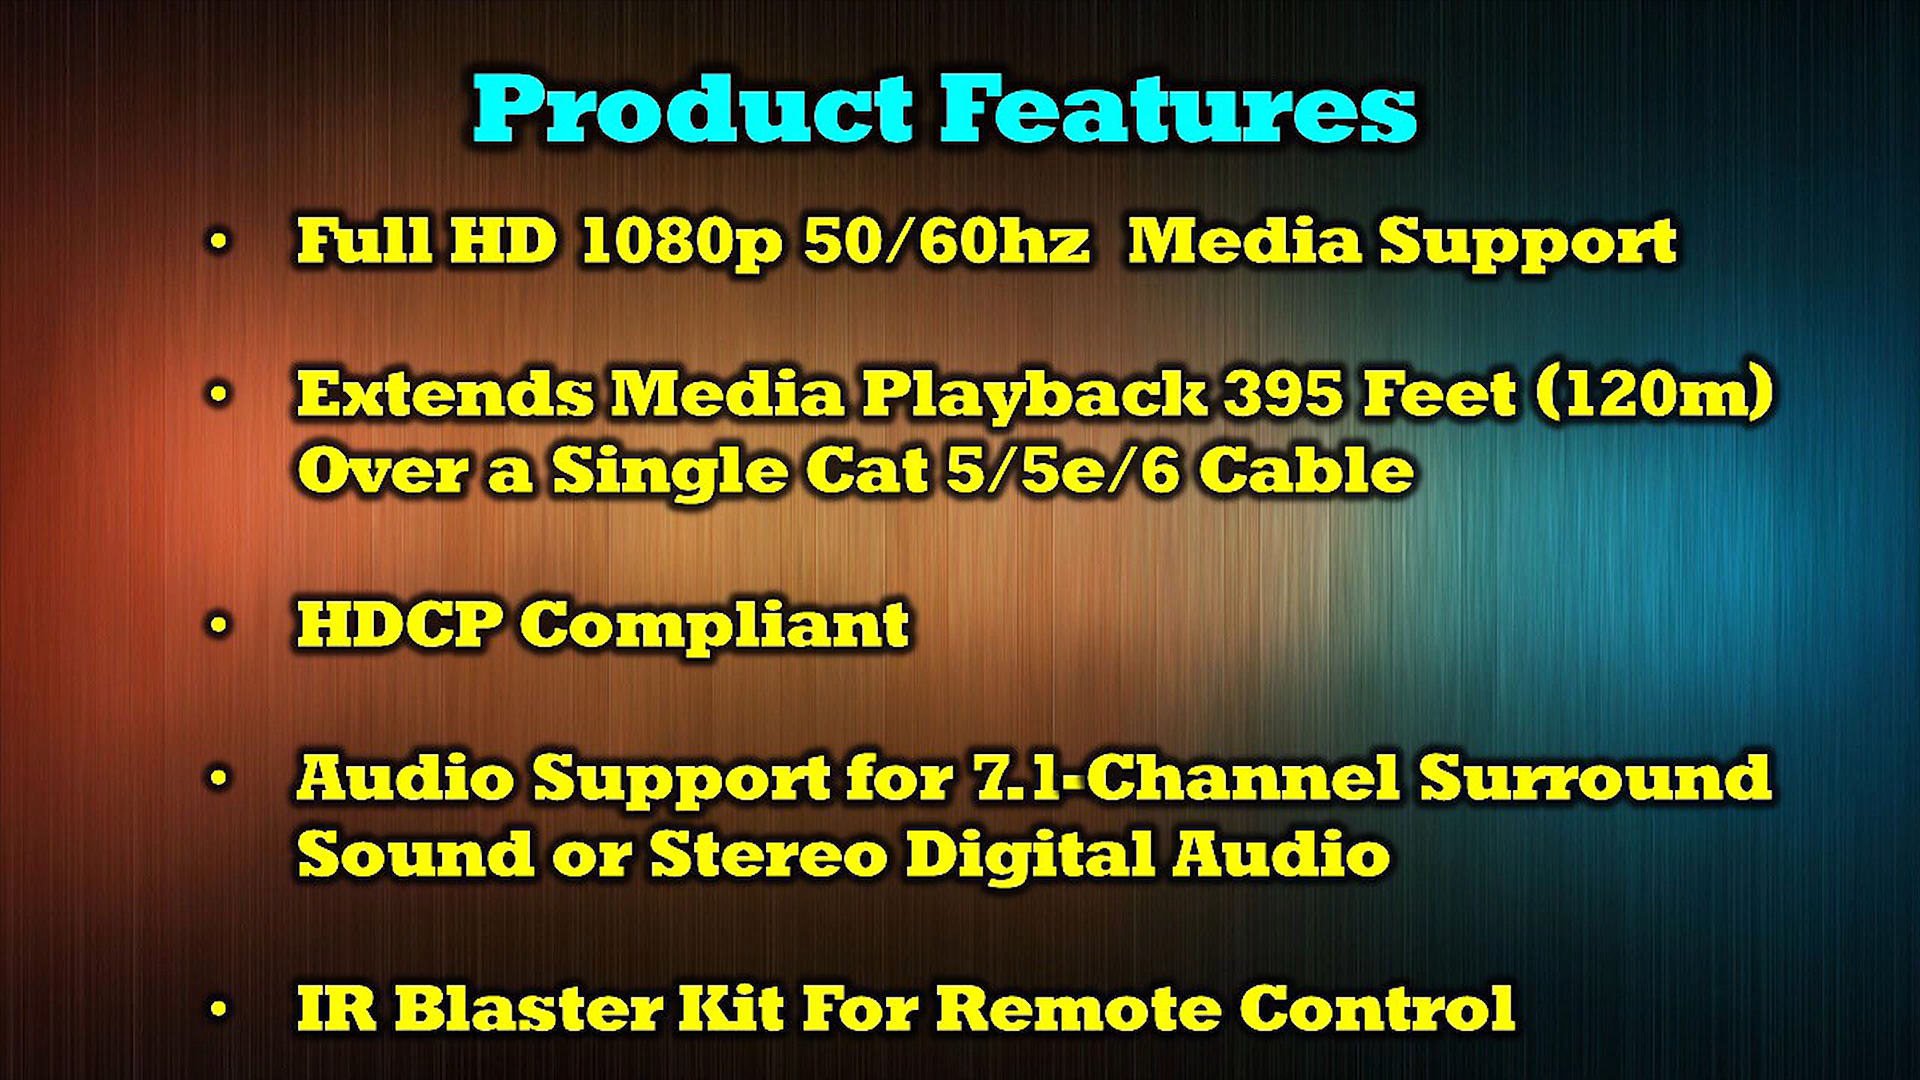 Product Features
• Full HD 1080p 50/60hz  Media Support
• Extends Media Playback 395 Feet (120m)
Over a Single Cat 5/5e/6 Cable
• HDCP Compliant
• Audio Support for 7.1-Channel Surround
Sound or Stereo Digital Audio
• IR Blaster Kit For Remote Control